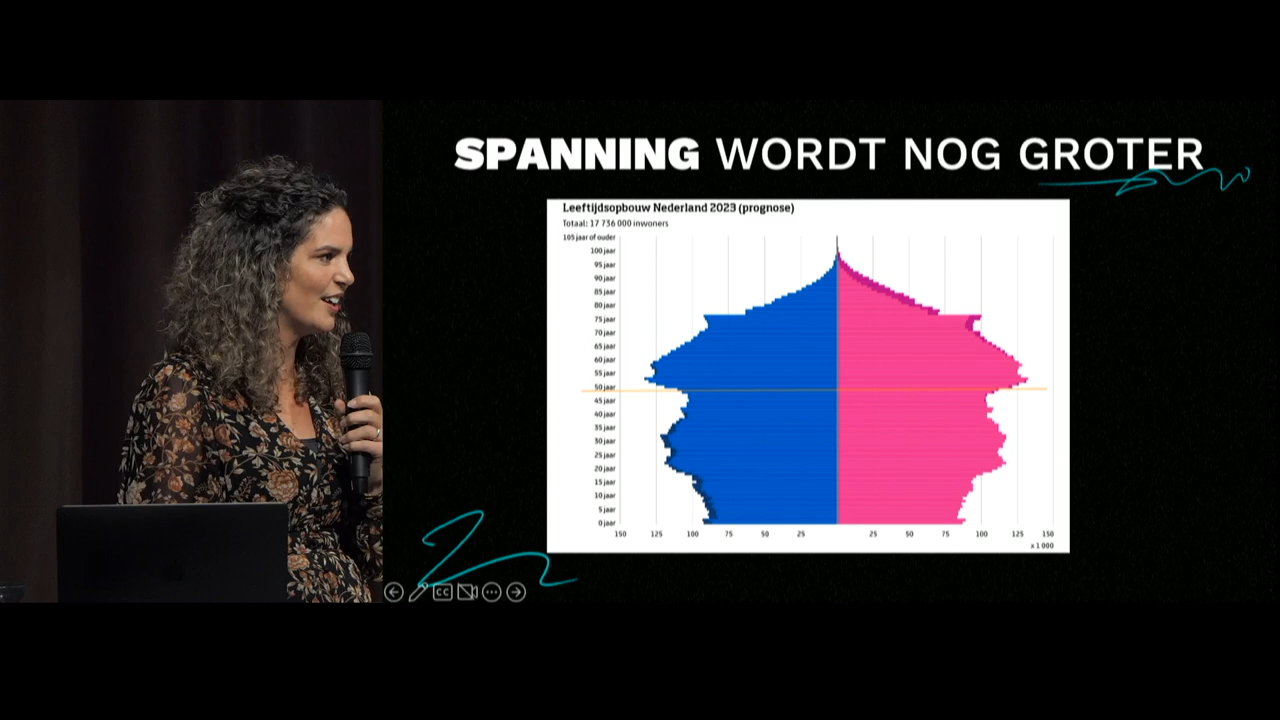 SPANNING WORDT NOG GROTER
Leeftijdsopbouw Nederland 2023 (prognose)
Totaal: 17 736 000 inwoners
105 jaar of ouder
100 jaar
95 jaar
90 jaar
85 jaar
80 jaar
75 jaar
70 jaar
65 jaar
60 jaar
55 jaar
50 jaar
45 jaar
40 jaar
35 jaar
30 jaar
25 jaar
20 jaar
15 jaar
10 jaar
5 jaar
0 jaar
150 125 100 75 50 25 25 50 75 100 125 150
x 1 000
CC